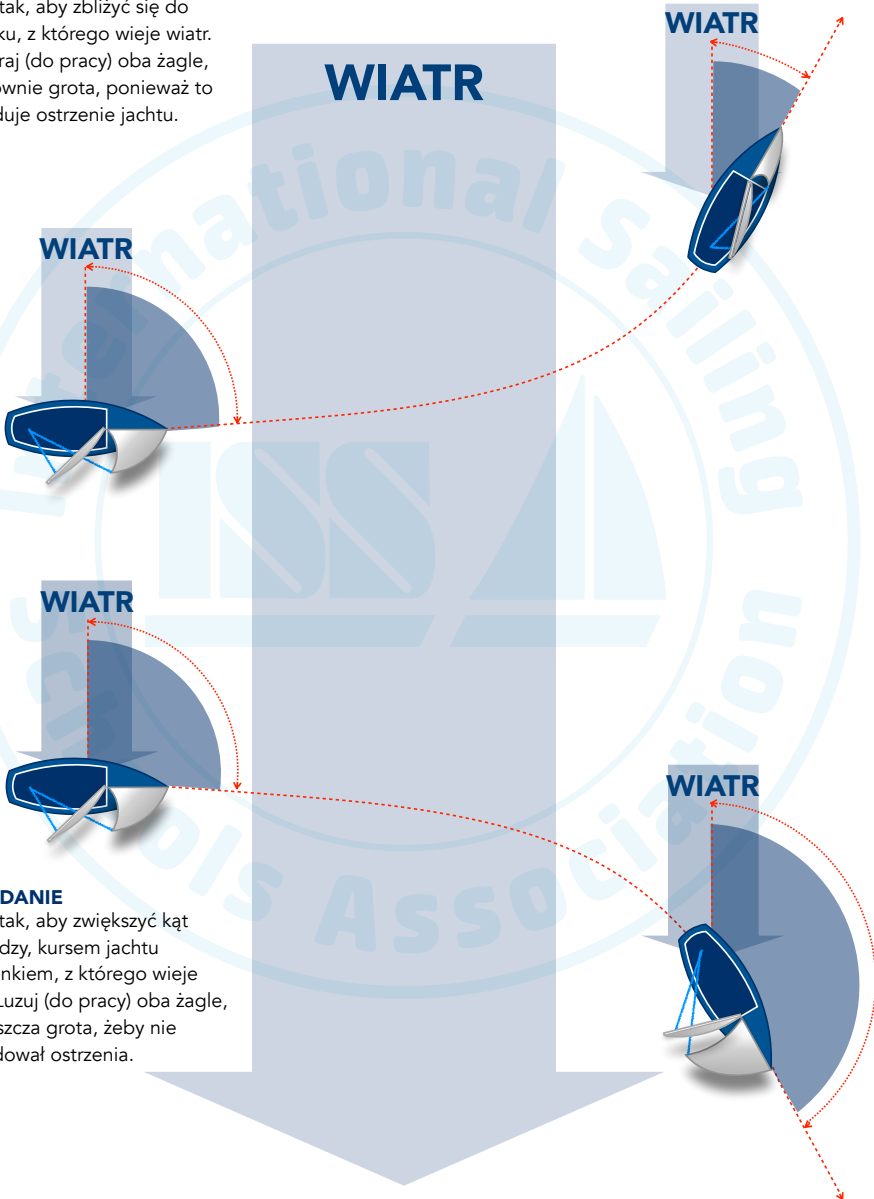 tak, aby zbliżyć się do
ku, z którego wieje wiatr.
raj (do pracy) oba żagle,
ownie grota, ponieważ to
duje ostrzenie jachtu.
WIATR
WIATR
WIATR
WIATR
DANIE
tak, aby zwiększyć kąt
dzy, kursem jachtu
nkiem, z którego wieje
Luzuj (do pracy) oba żagle,
szcza grota, żeby nie
dował ostrzenia.
WIATR
International Sailing
Schools Association
ISSA